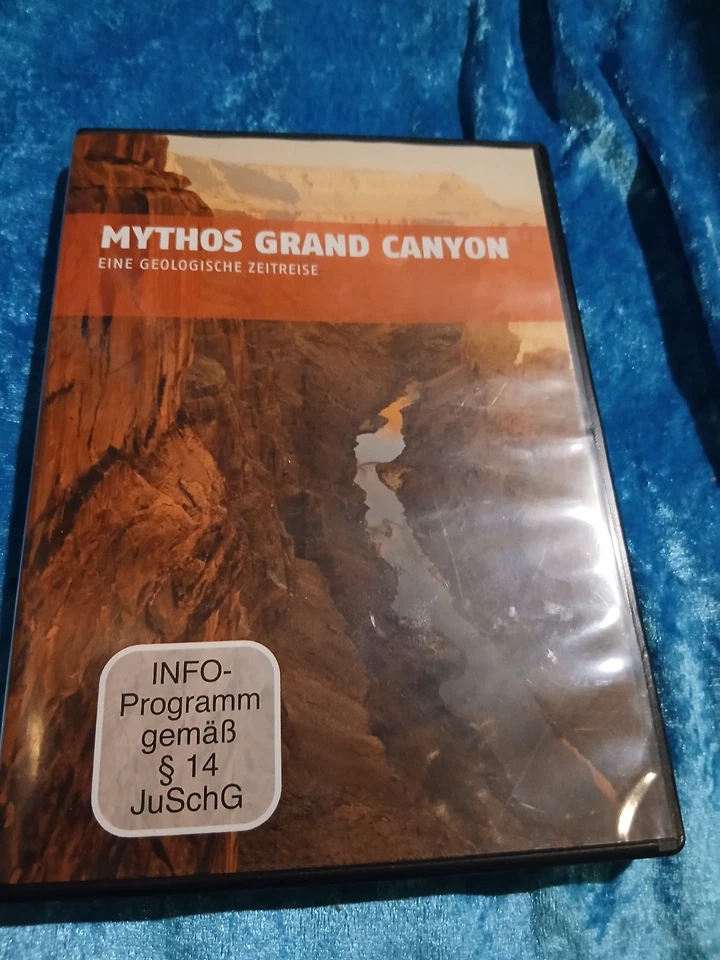 MYTHOS GRAND CANYON
EINE GEOLOGISCHE ZEITREISE
INFO-
Programm
gemäß
§ 14
JuSchG